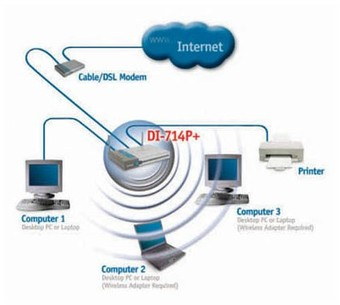 www.
Internet
Cable/DSL Modem
DI-714P+
Printer
Computer 1
Desktop PC or Laptop
Computer 3
Desktop PC or Laptop
(Wireless Adapter Required)
Computer 2
Desktop PC or Laptop
(Wireless Adapter Required)